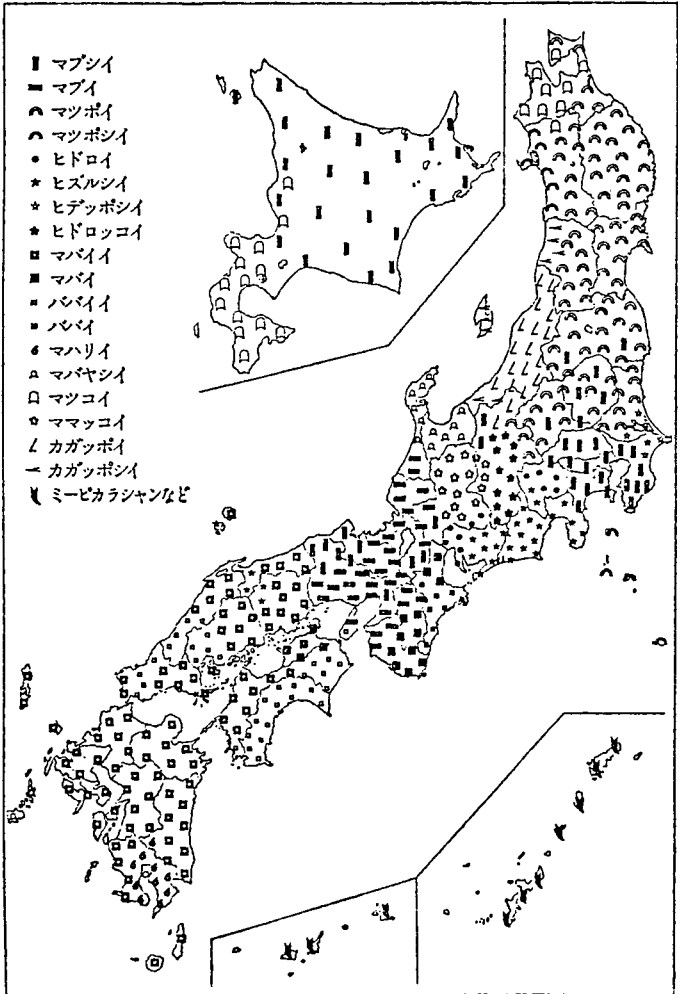 マブシイ
マブイ
マツポイ
マツポシイ
ヒドロイ
ヒズルシイ
ヒデッポシイ
ヒドロッコイ
マバイイ
マバイ
ババイイ
ババイ
マハリイ
マバヤシイ
マツコイ
ママッコイ
カガッポイ
カガッポシイ
ミーピカラシャンなど